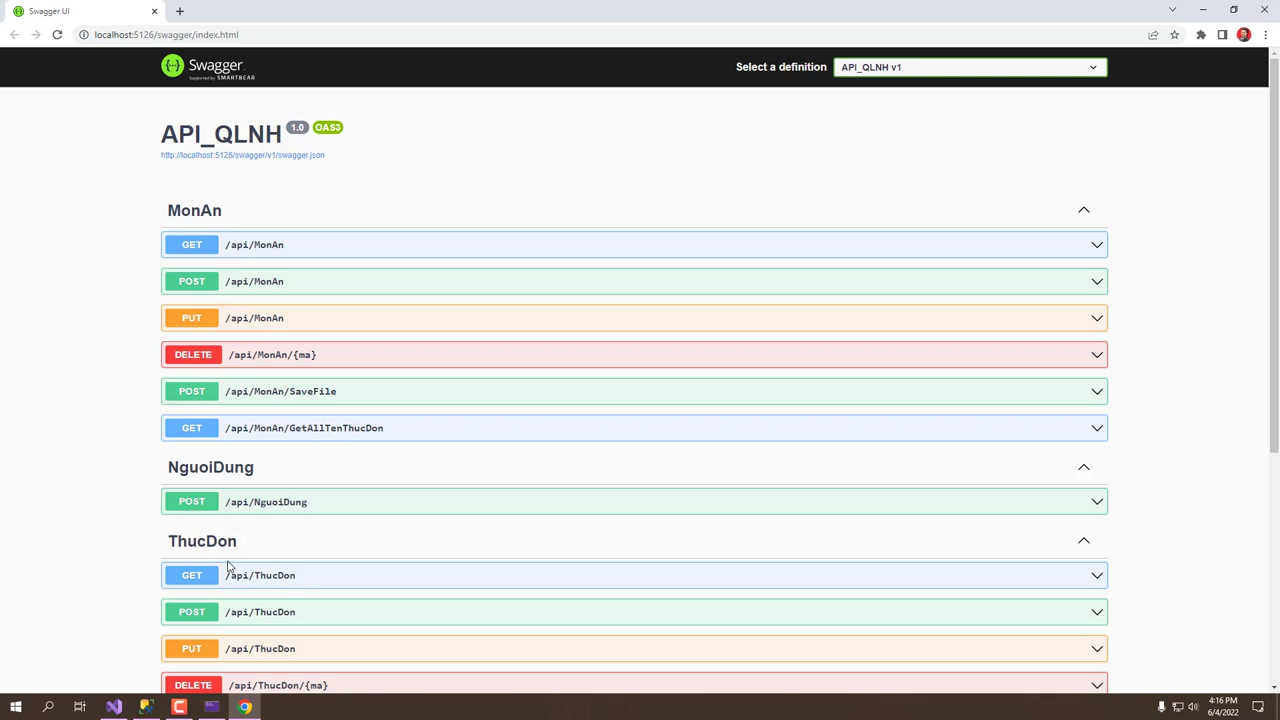 Swagger UI
localhost:5126/swagger/index.html
Swagger.
Supported by SMARTBEAR
Select a definition
API_QLNH v1
API_QLNH 1.0 OAS3
http://localhost:5126/swagger/v1/swagger.json
MonAn
GET /api/MonAn
POST /api/MonAn
PUT /api/MonAn
DELETE /api/MonAn/{ma}
POST /api/MonAn/SaveFile
GET /api/MonAn/GetAllTenThucDon
NguoiDung
POST /api/NguoiDung
ThucDon
GET /api/ThucDon
POST /api/ThucDon
PUT /api/ThucDon
DELETE /api/ThucDon/{ma}
4:16 PM
6/4/2022